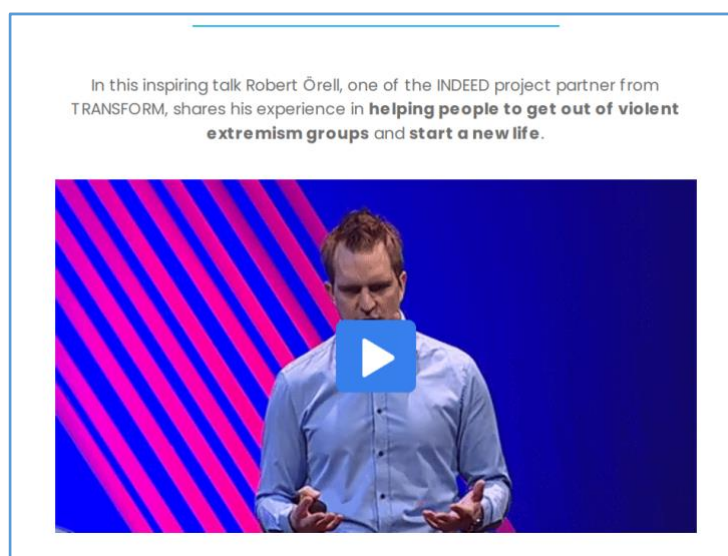 In this inspiring talk Robert Örell, one of the INDEED project partner from
TRANSFORM, shares his experience in helping people to get out of violent
extremism groups and start a new life.